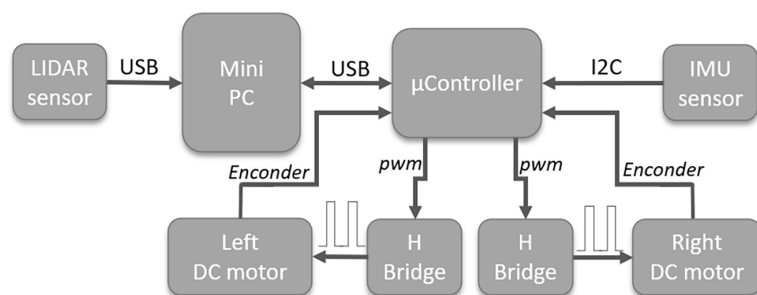 LIDAR
sensor
USB
Mini
PC
USB
µController
I2C
IMU
sensor
Enconder
pwm
pwm
Enconder
Left
DC motor
H
Bridge
H
Bridge
Right
DC motor